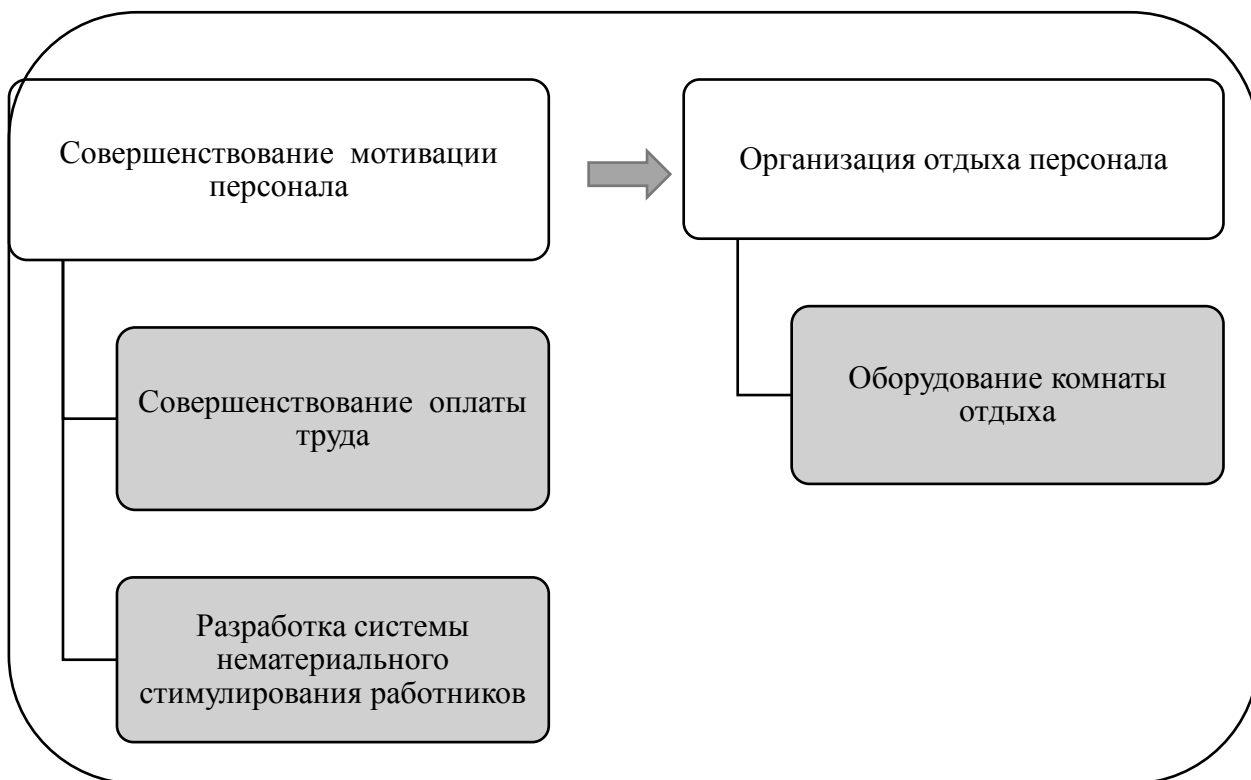 Совершенствование мотивации
персонала
Организация отдыха персонала
Совершенствование оплаты
труда
Оборудование комнаты
отдыха
Разработка системы
нематериального
стимулирования работников